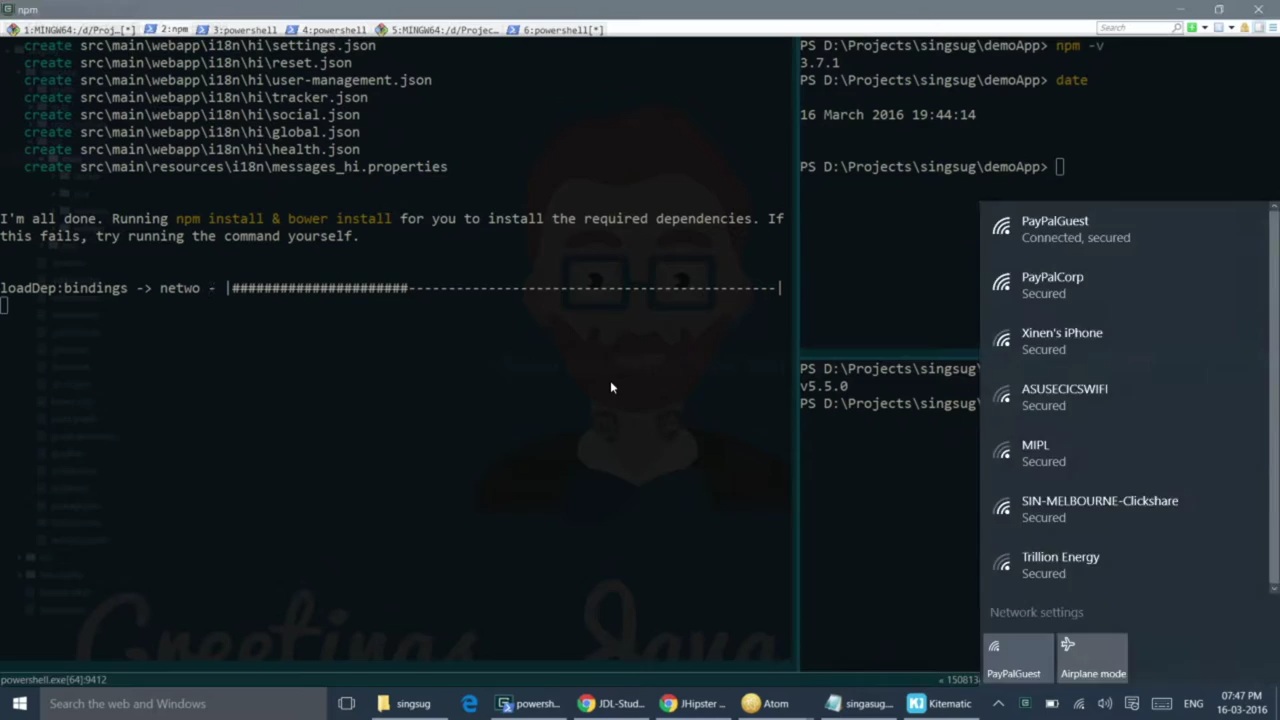 npm
1:MINGW64:/d/Proj...[*]
2:npm
3:powershell
4:powershell
5:MINGW64:/d/Projec...
6:powershell[*]
Search
create src\main\webapp\i18n\hi\settings.json
create src\main\webapp\i18n\hi\reset.json
create src\main\webapp\i18n\hi\user-management.json
create src\main\webapp\i18n\hi\tracker.json
create src\main\webapp\i18n\hi\social.json
create src\main\webapp\i18n\hi\global.json
create src\main\webapp\i18n\hi\health.json
create src\main\resources\i18n\messages_hi.properties
I'm all done. Running npm install & bower install for you to install the required dependencies. If
this fails, try running the command yourself.
loadDep:bindings -> netwo - |######################----------------------------------------------|
PS D:\Projects\singsug\demoApp> npm -v
3.7.1
PS D:\Projects\singsug\demoApp> date
16 March 2016 19:44:14
PS D:\Projects\singsug\demoApp>
PS D:\Projects\singsug\
v5.5.0
PS D:\Projects\singsug\
PayPalGuest
Connected, secured
PayPalCorp
Secured
Xinen's iPhone
Secured
ASUSECICSWIFI
Secured
MIPL
Secured
SIN-MELBOURNE-Clickshare
Secured
Trillion Energy
Secured
Network settings
PayPalGuest
Airplane mode
Greetings Java
powershell.exe[64]:9412
« 150813
Search the web and Windows
singsug
powersh...
JDL-Stud...
JHipster ...
Atom
singasug...
Kitematic
ENG
07:47 PM
16-03-2016